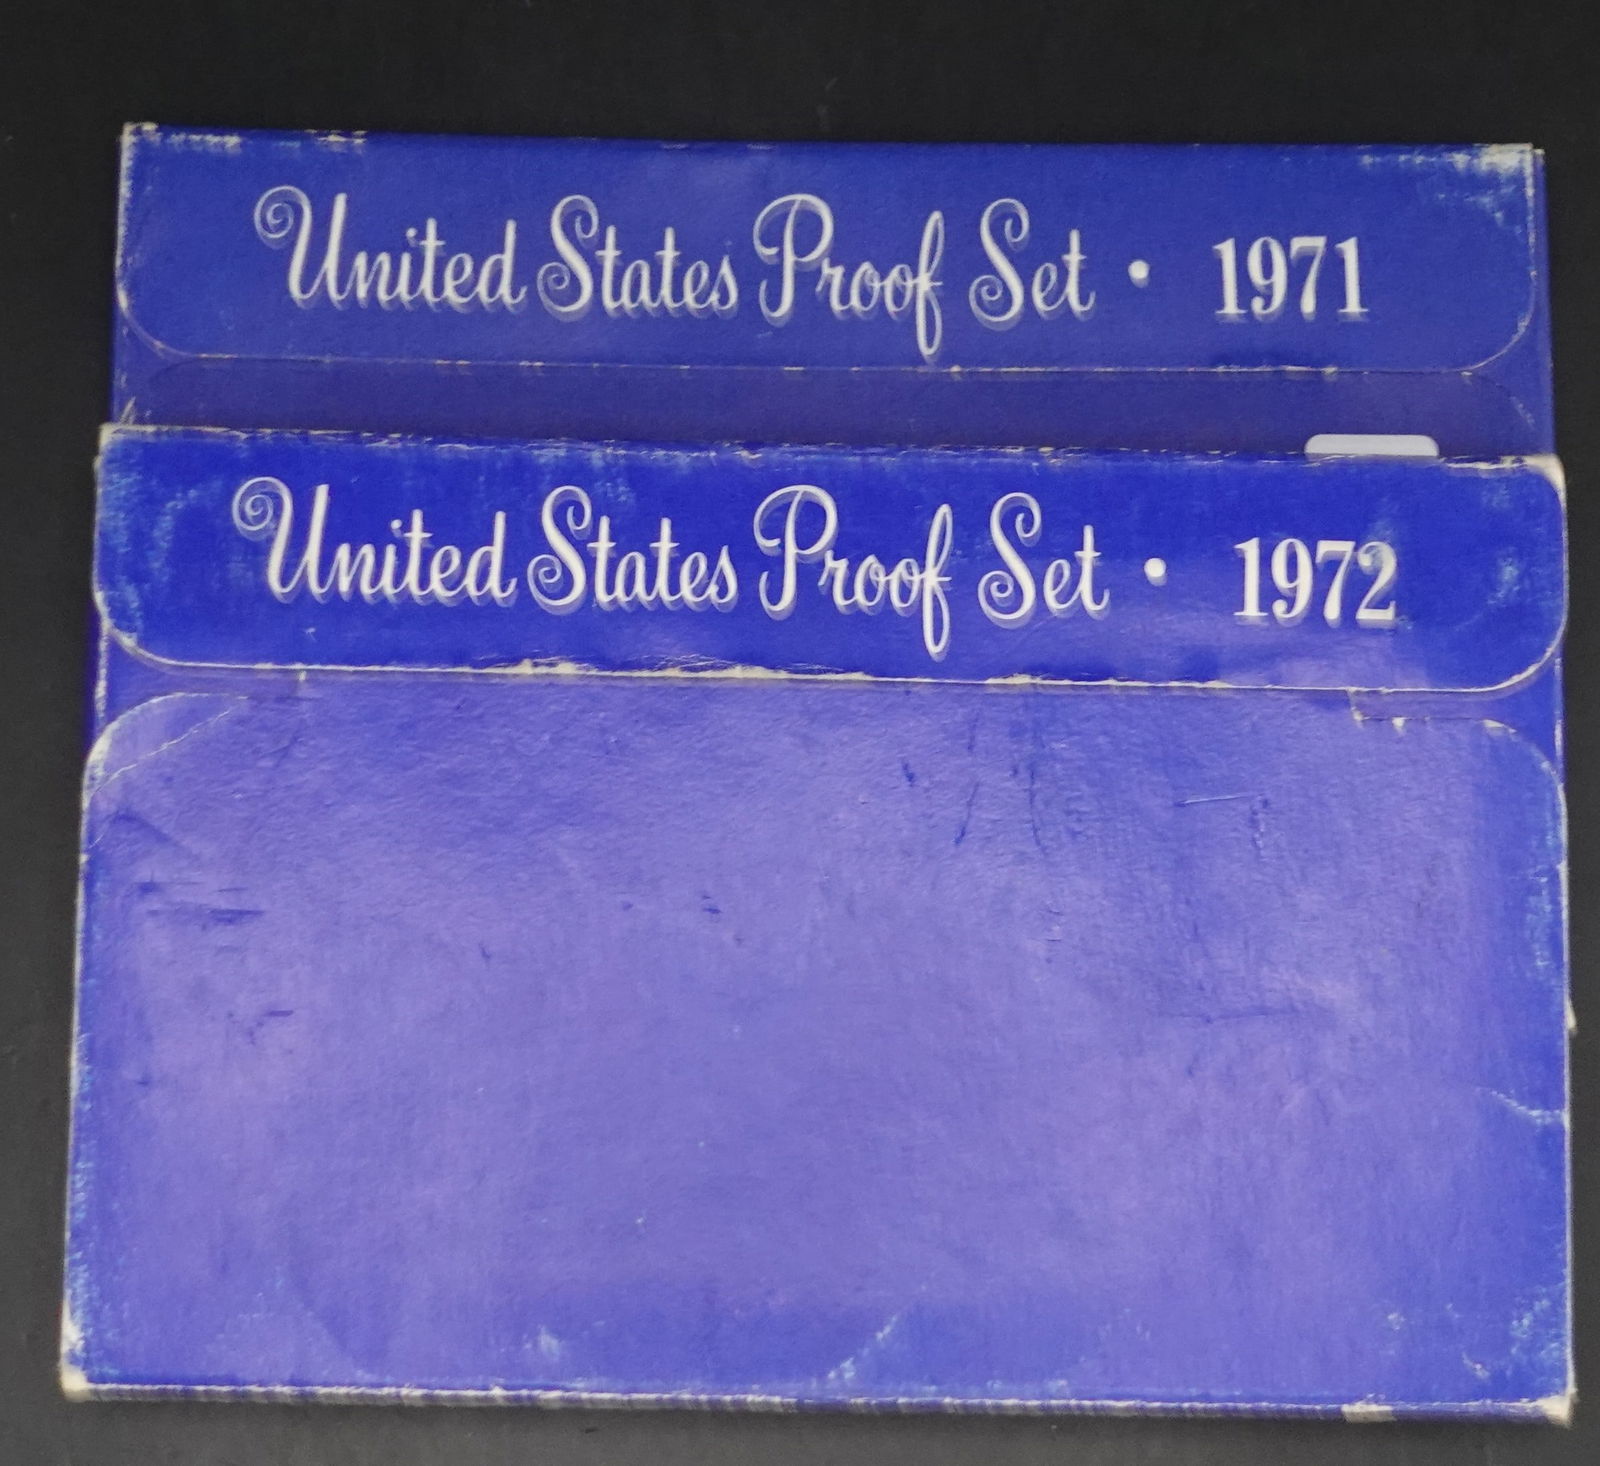 United States Proof Set • 1971
United States Proof Set • 1972